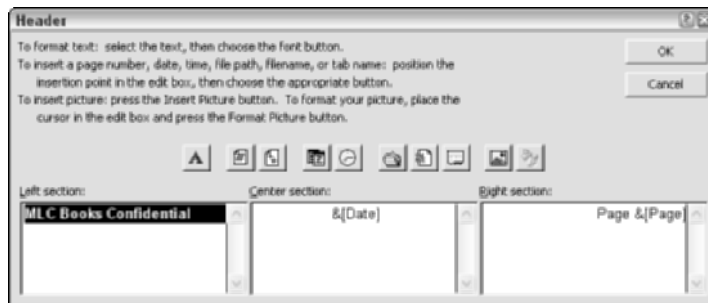 Header
To format text: select the text, then choose the font button.
To insert a page number, date, time, file path, filename, or tab name: position the
insertion point in the edit box, then choose the appropriate button.
To insert picture: press the Insert Picture button. To format your picture, place the
cursor in the edit box and press the Format Picture button.
OK
Cancel
Left section:
Center section:
Right section:
MLC Books Confidential
&[Date]
Page &[Page]